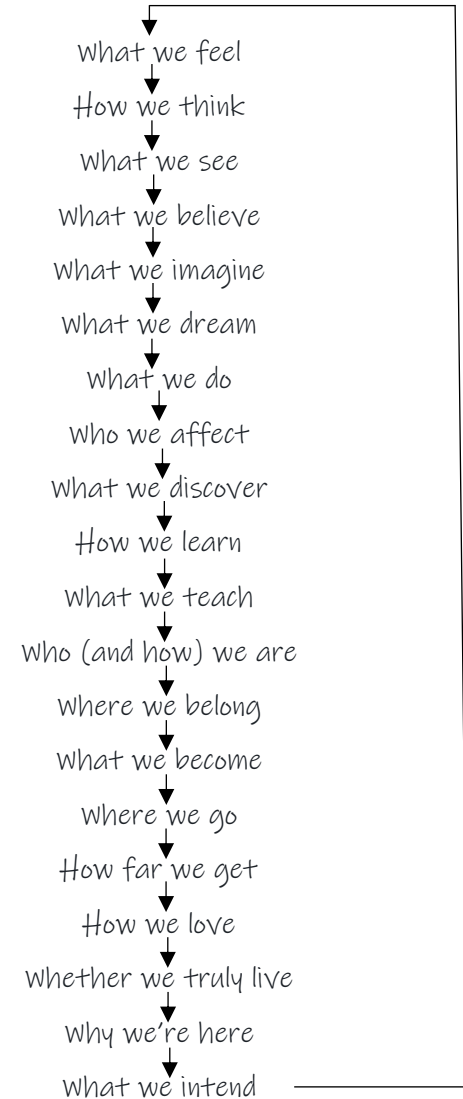 What we feel
How we think
What we see
What we believe
What we imagine
What we dream
What we do
Who we affect
What we discover
How we learn
What we teach
Who (and how) we are
Where we belong
What we become
Where we go
How far we get
How we love
Whether we truly live
Why we're here
What we intend